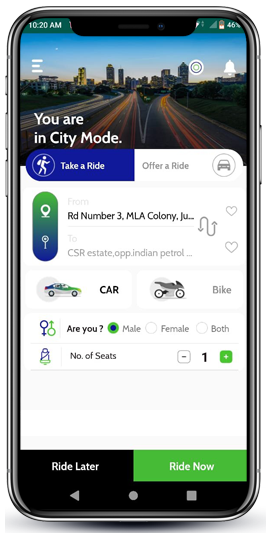 10:20 AM
46%
You are
in City Mode.
Take a Ride
Offer a Ride
From
Rd Number 3, MLA Colony, Ju...
To
CSR estate,opp.indian petrol ...
CAR
Bike
Are you ?
Male
Female
Both
No. of Seats
1
Ride Later
Ride Now